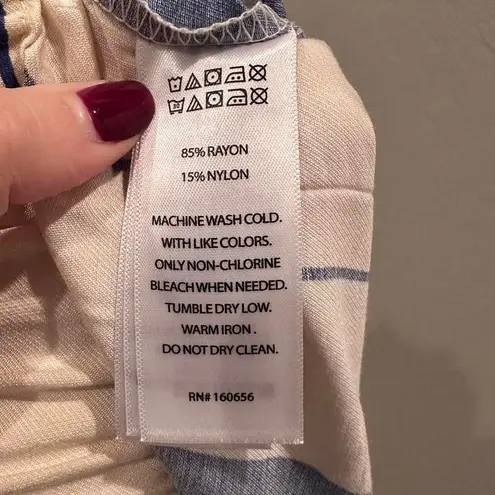 85% RAYON
15% NYLON
MACHINE WASH COLD.
WITH LIKE COLORS.
ONLY NON-CHLORINE
BLEACH WHEN NEEDED.
TUMBLE DRY LOW.
WARM IRON .
DO NOT DRY CLEAN.
RN# 160656